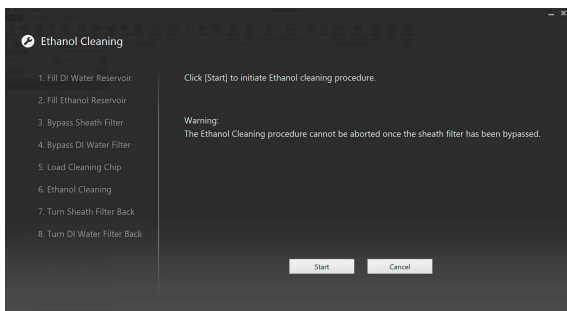 Ethanol Cleaning
1. Fill DI Water Reservoir
2. Fill Ethanol Reservoir
3. Bypass Sheath Filter
4. Bypass DI Water Filter
5. Load Cleaning Chip
6. Ethanol Cleaning
7. Turn Sheath Filter Back
8. Turn DI Water Filter Back
Click [Start] to initiate Ethanol cleaning procedure.
Warning:
The Ethanol Cleaning procedure cannot be aborted once the sheath filter has been bypassed.
Start
Cancel